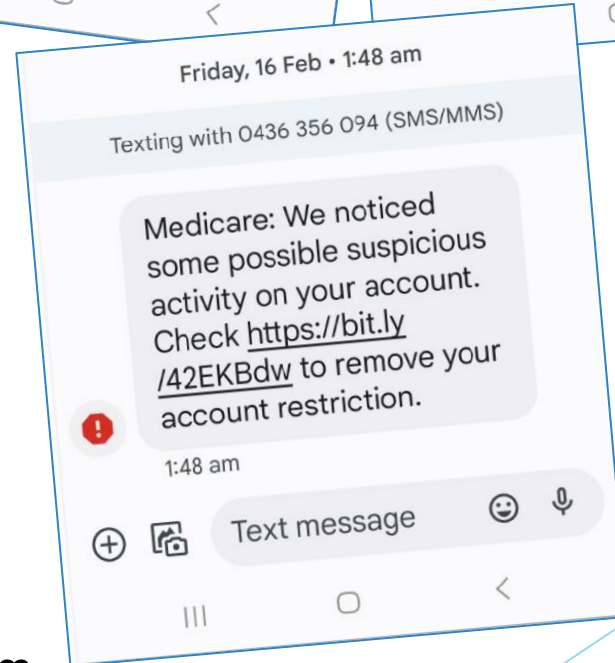 Friday, 16 Feb • 1:48 am
Texting with 0436 356 094 (SMS/MMS)
Medicare: We noticed
some possible suspicious
activity on your account.
Check https://bit.ly
/42EKBdw to remove your
account restriction.
1:48 am
Text message